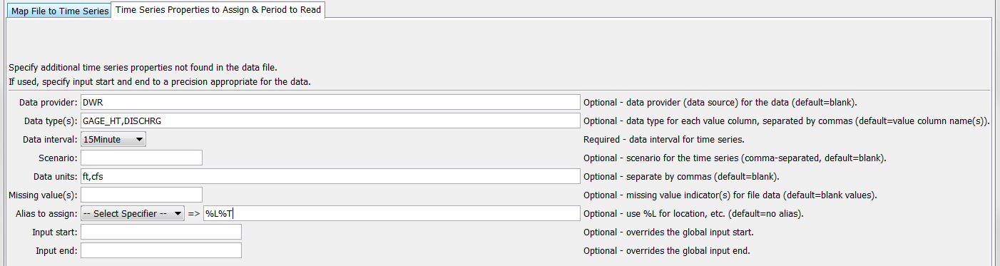 Map File to Time Series Time Series Properties to Assign & Period to Read
Specify additional time series properties not found in the data file.
If used, specify input start and end to a precision appropriate for the data.
Data provider: DWR Optional - data provider (data source) for the data (default=blank).
Data type(s): GAGE_HT,DISCHRG Optional - data type for each value column, separated by commas (default=value column name(s)).
Data interval: 15Minute Required - data interval for time series.
Scenario: Optional - scenario for the time series (comma-separated, default=blank).
Data units: ft,cfs Optional - separate by commas (default=blank).
Missing value(s): Optional - missing value indicator(s) for file data (default=blank values).
Alias to assign: -- Select Specifier -- => %L%T Optional - use %L for location, etc. (default=no alias).
Input start: Optional - overrides the global input start.
Input end: Optional - overrides the global input end.